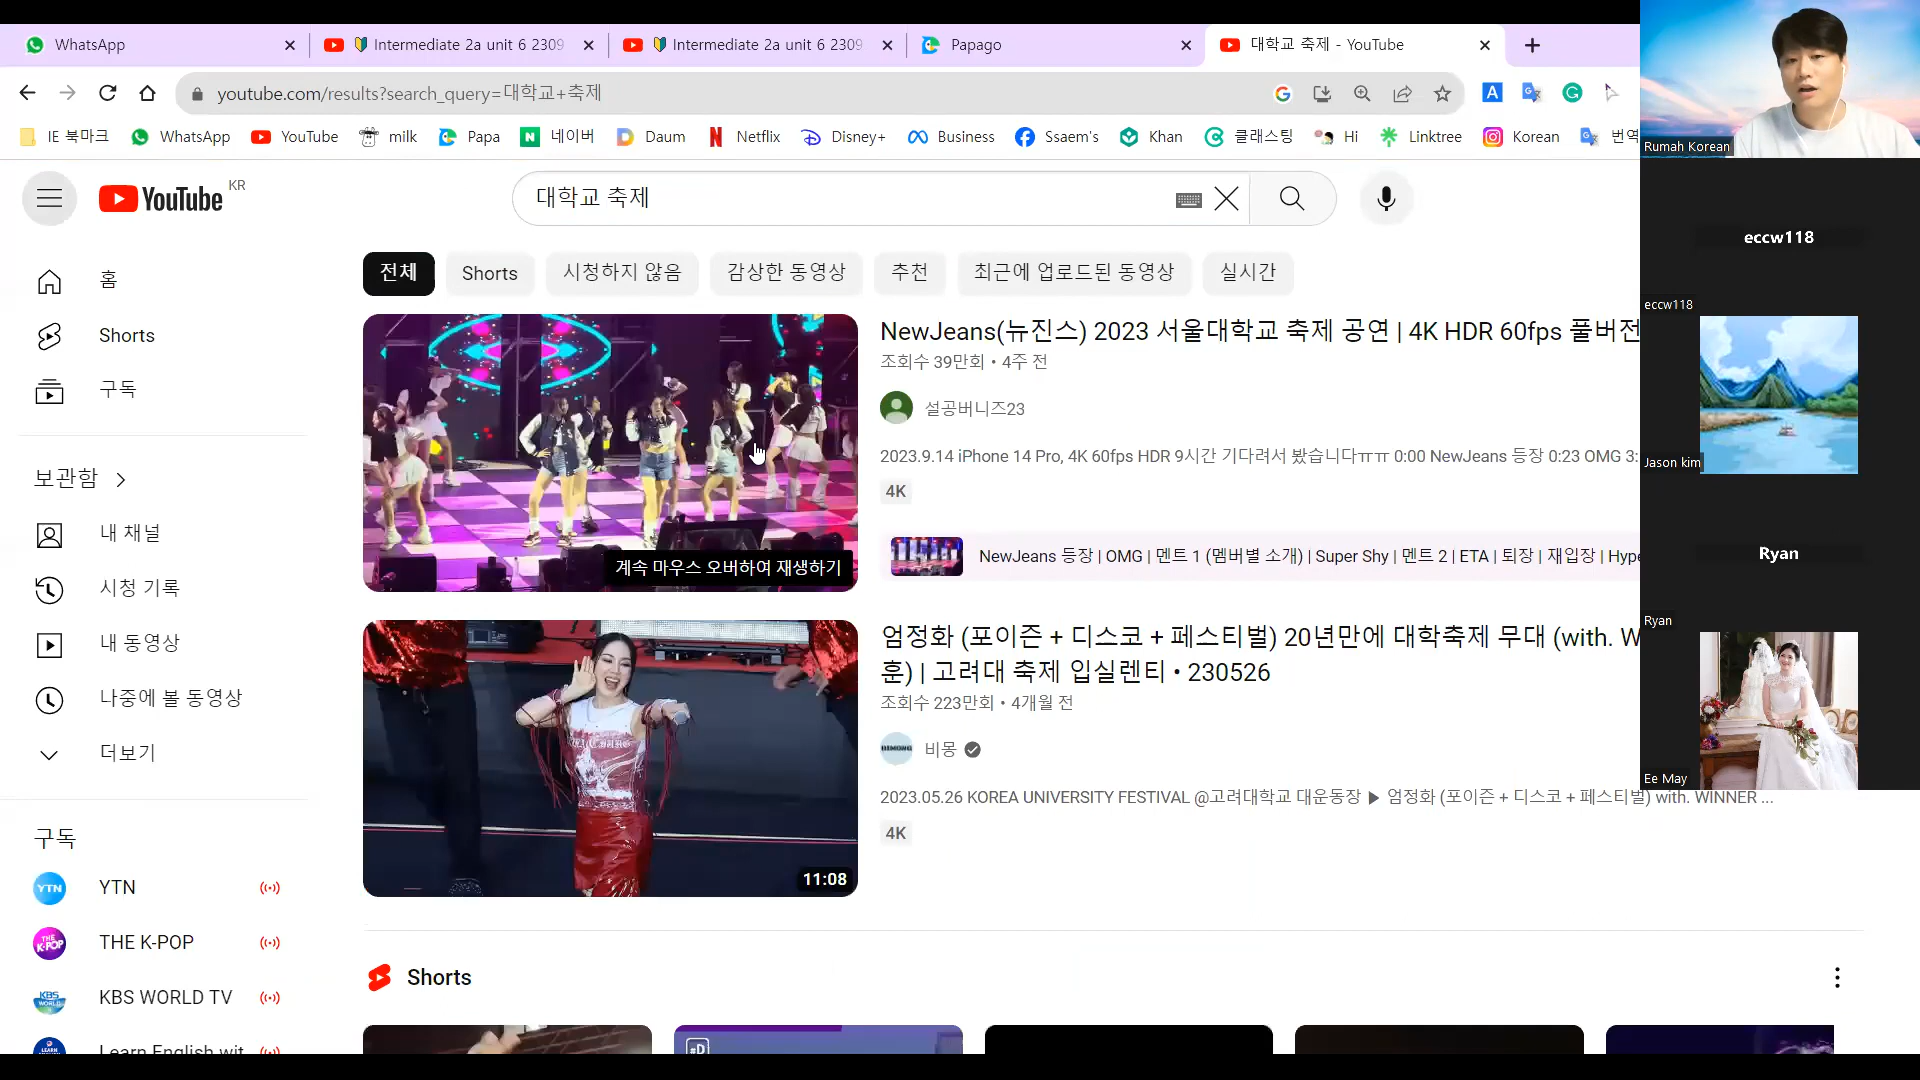 WhatsApp
Intermediate 2a unit 6 2309
Intermediate 2a unit 6 2309
Papago
대학교 축제 - YouTube
youtube.com/results?search_query=대학교+축제
IE 북마크
WhatsApp
YouTube
milk
Papa
네이버
Daum
Netflix
Disney+
Business
Ssaem's
Khan
클래스팅
Hi
Linktree
Korean
번역
YouTube KR
대학교 축제
전체
Shorts
시청하지 않음
감상한 동영상
추천
최근에 업로드된 동영상
실시간
홈
Shorts
구독
보관함
내 채널
시청 기록
내 동영상
나중에 볼 동영상
더보기
구독
YTN
THE K-POP
KBS WORLD TV
Learn English wit
계속 마우스 오버하여 재생하기
NewJeans(뉴진스) 2023 서울대학교 축제 공연 | 4K HDR 60fps 풀버전
조회수 39만회 • 4주 전
설공버니즈23
2023.9.14 iPhone 14 Pro, 4K 60fps HDR 9시간 기다려서 봤습니다ㅠㅠ 0:00 NewJeans 등장 0:23 OMG 3:
4K
NewJeans 등장 | OMG | 멘트 1 (멤버별 소개) | Super Shy | 멘트 2 | ETA | 퇴장 | 재입장 | Hype
11:08
엄정화 (포이즌 + 디스코 + 페스티벌) 20년만에 대학축제 무대 (with. W
훈) | 고려대 축제 입실렌티 • 230526
조회수 223만회 • 4개월 전
비몽
2023.05.26 KOREA UNIVERSITY FESTIVAL @고려대학교 대운동장 ▶ 엄정화 (포이즌 + 디스코 + 페스티벌) with. WINNER ...
4K
Shorts
Rumah Korean
eccw118
eccw118
Jason kim
Ryan
Ryan
Ee May